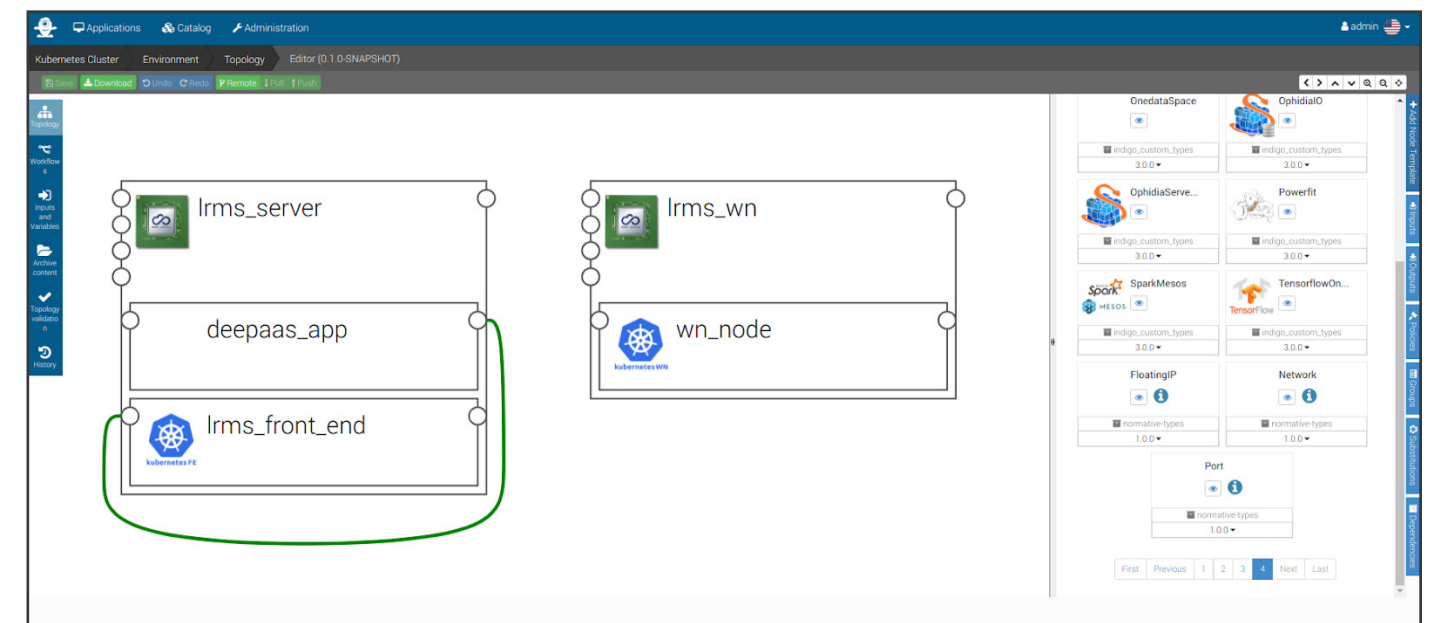 Applications Catalog Administration admin
Kubernetes Cluster Environment Topology Editor (0.1.0-SNAPSHOT)
Save Download Undo Redo Remote Pull Push
Topology
Workflow
s
Inputs
and
Variables
Archive
content
Topology
validatio
n
History
lrms_server
deepaas_app
lrms_front_end
kubernetes FE
lrms_wn
wn_node
kubernetes WN
OnedataSpace
indigo_custom_types
3.0.0
OphidiaIO
indigo_custom_types
3.0.0
OphidiaServe...
indigo_custom_types
3.0.0
Powerfit
indigo_custom_types
3.0.0
Spark
MESOS
SparkMesos
indigo_custom_types
3.0.0
TensorFlow
TensorflowOn...
indigo_custom_types
3.0.0
FloatingIP
normative-types
1.0.0
Network
normative-types
1.0.0
Port
normative-types
1.0.0
First Previous 1 2 3 4 Next Last
Add Node Template
Inputs
Outputs
Policies
Groups
Substitutions
Dependencies